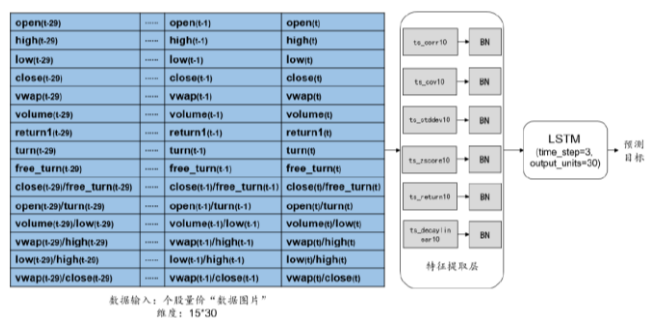 open(t-29) ...... open(t-1) open(t)
high(t-29) ...... high(t-1) high(t)
low(t-29) ...... low(t-1) low(t)
close(t-29) ...... close(t-1) close(t)
vwap(t-29) ...... vwap(t-1) vwap(t)
volume(t-29) ...... volume(t-1) volume(t)
return1(t-29) ...... return1(t-1) return1(t)
turn(t-29) ...... turn(t-1) turn(t)
free_turn(t-29) ...... free_turn(t-1) free_turn(t)
close(t-29)/free_turn(t-29) ...... close(t-1)/free_turn(t-1) close(t)/free_turn(t)
open(t-29)/turn(t-29) ...... open(t-1)/turn(t-1) open(t)/turn(t)
volume(t-29)/low(t-29) ...... volume(t-1)/low(t-1) volume(t)/low(t)
vwap(t-29)/high(t-29) ...... vwap(t-1)/high(t-1) vwap(t)/high(t)
low(t-29)/high(t-29) ...... low(t-1)/high(t-1) low(t)/high(t)
vwap(t-29)/close(t-29) ...... vwap(t-1)/close(t-1) vwap(t)/close(t)
数据输入:个股量价“数据图片”
维度:15*30
ts_corr10 BN
ts_cov10 BN
ts_stddev10 BN
ts_zscore10 BN
ts_return10 BN
ts_decaylin
ear10 BN
特征提取层
LSTM
(time_step=3,
output_units=30)
预测
目标